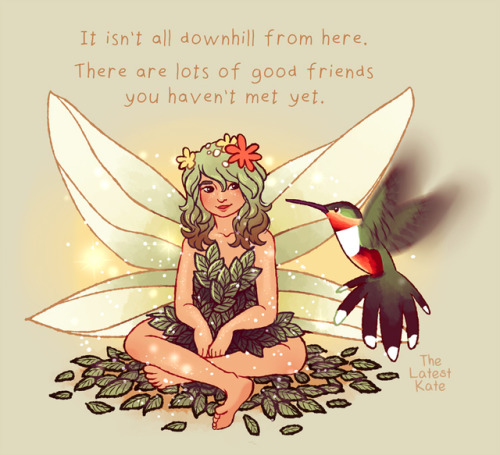 It isn't all downhill from here.
There are lots of good friends
you haven't met yet.
The
Latest
Kate